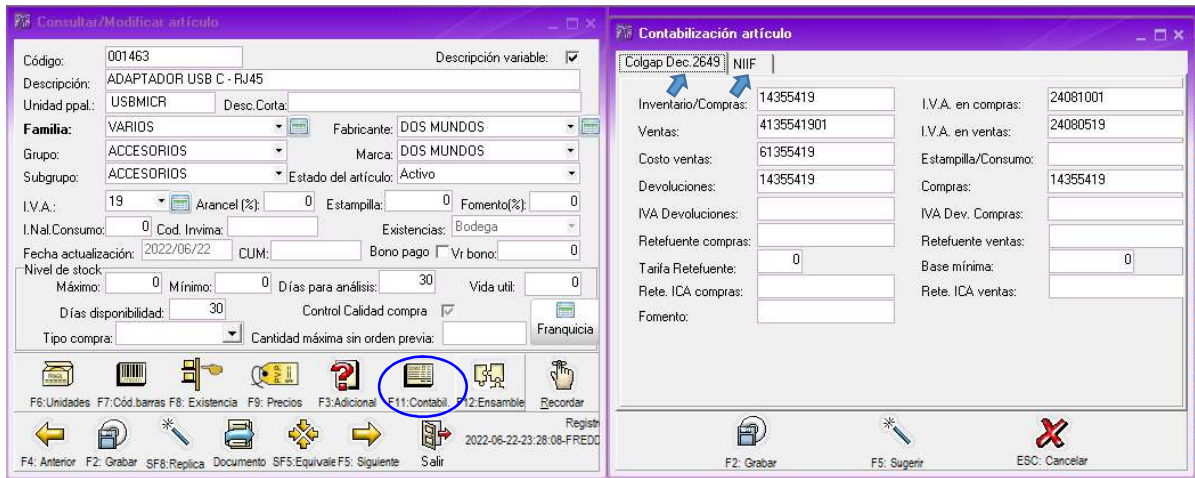 Consultar/Modificar artículo
Código: 001463 Descripción variable:
Descripción: ADAPTADOR USB C - RJ45
Unidad ppal.: USBMICR Desc.Corta:
Familia: VARIOS Fabricante: DOS MUNDOS
Grupo: ACCESORIOS Marca: DOS MUNDOS
Subgrupo: ACCESORIOS Estado del artículo: Activo
I.V.A.: 19 Arancel (%): 0 Estampilla: 0 Fomento(%): 0
I.Nal.Consumo: 0 Cod. Invima: Existencias: Bodega
Fecha actualización: 2022/06/22 CUM: Bono pago Vr bono: 0
Nivel de stock
Máximo: 0 Mínimo: 0 Días para análisis: 30 Vida util: 0
Días disponibilidad: 30 Control Calidad compra
Tipo compra: Cantidad máxima sin orden previa: Franquicia
F6:Unidades F7:Cód.barras F8: Existencia F9: Precios F3:Adicional F11:Contabil. F12:Ensamble Recordar
Registr
2022-06-22-23:28:08-FREDD
F4: Anterior F2: Grabar SF8:Replica Documento SF5:Equivale F5: Siguiente Salir
Contabilización artículo
Colgap Dec.2649 NIIF
Inventario/Compras: 14355419 I.V.A. en compras: 24081001
Ventas: 4135541901 I.V.A. en ventas: 24080519
Costo ventas: 61355419 Estampilla/Consumo:
Devoluciones: 14355419 Compras: 14355419
IVA Devoluciones: IVA Dev. Compras:
Retefuente compras: Retefuente ventas:
Tarifa Retefuente: 0 Base mínima: 0
Rete. ICA compras: Rete. ICA ventas:
Fomento:
F2: Grabar F5: Sugerir ESC: Cancelar